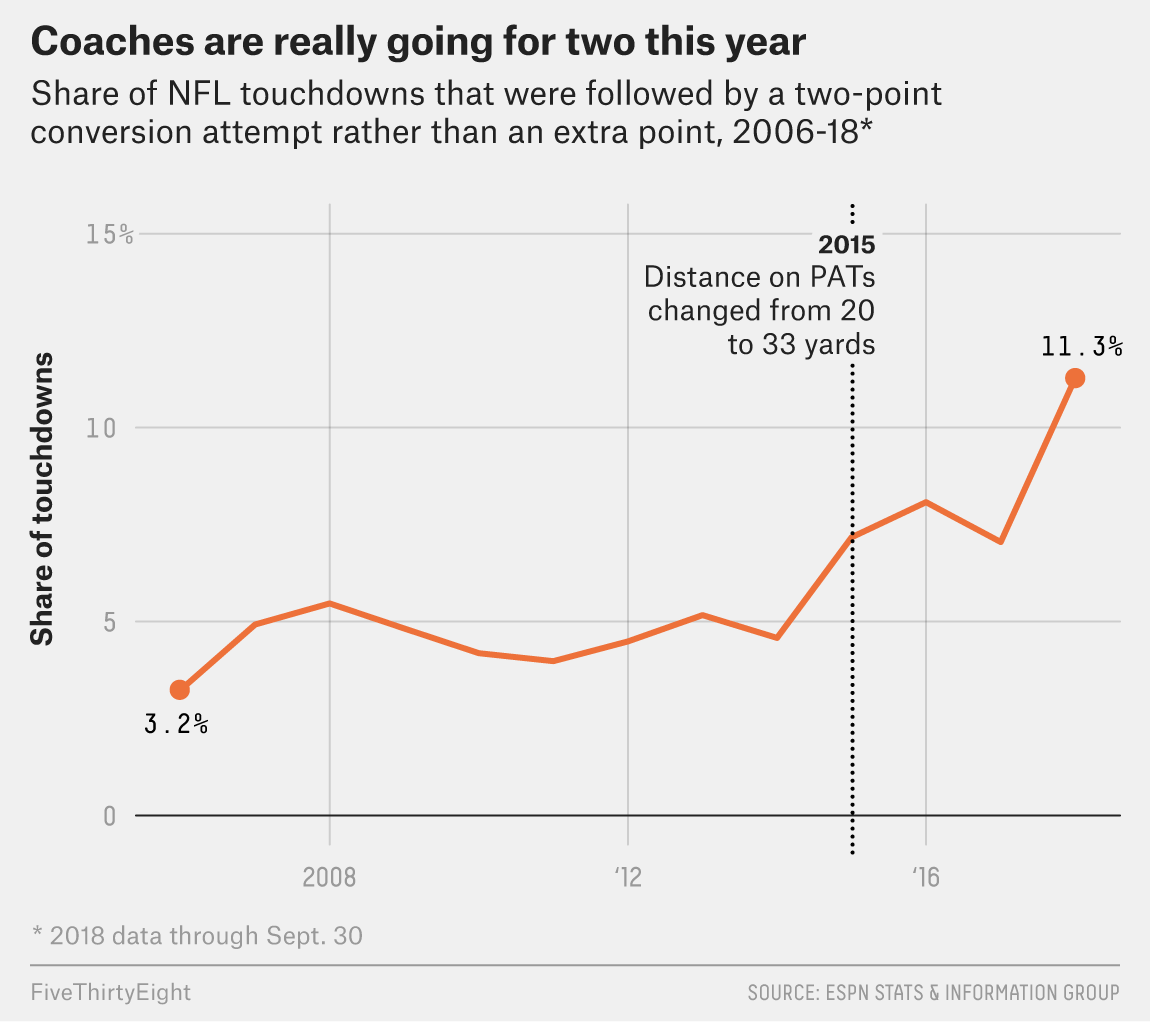 Coaches are really going for two this year
Share of NFL touchdowns that were followed by a two-point
conversion attempt rather than an extra point, 2006-18*
15%
2015
Distance on PATs
changed from 20
to 33 yards
11.3%
10
Share of touchdowns
5
3.2%
0
2008
‘12
‘16
* 2018 data through Sept. 30
FiveThirtyEight
SOURCE: ESPN STATS & INFORMATION GROUP